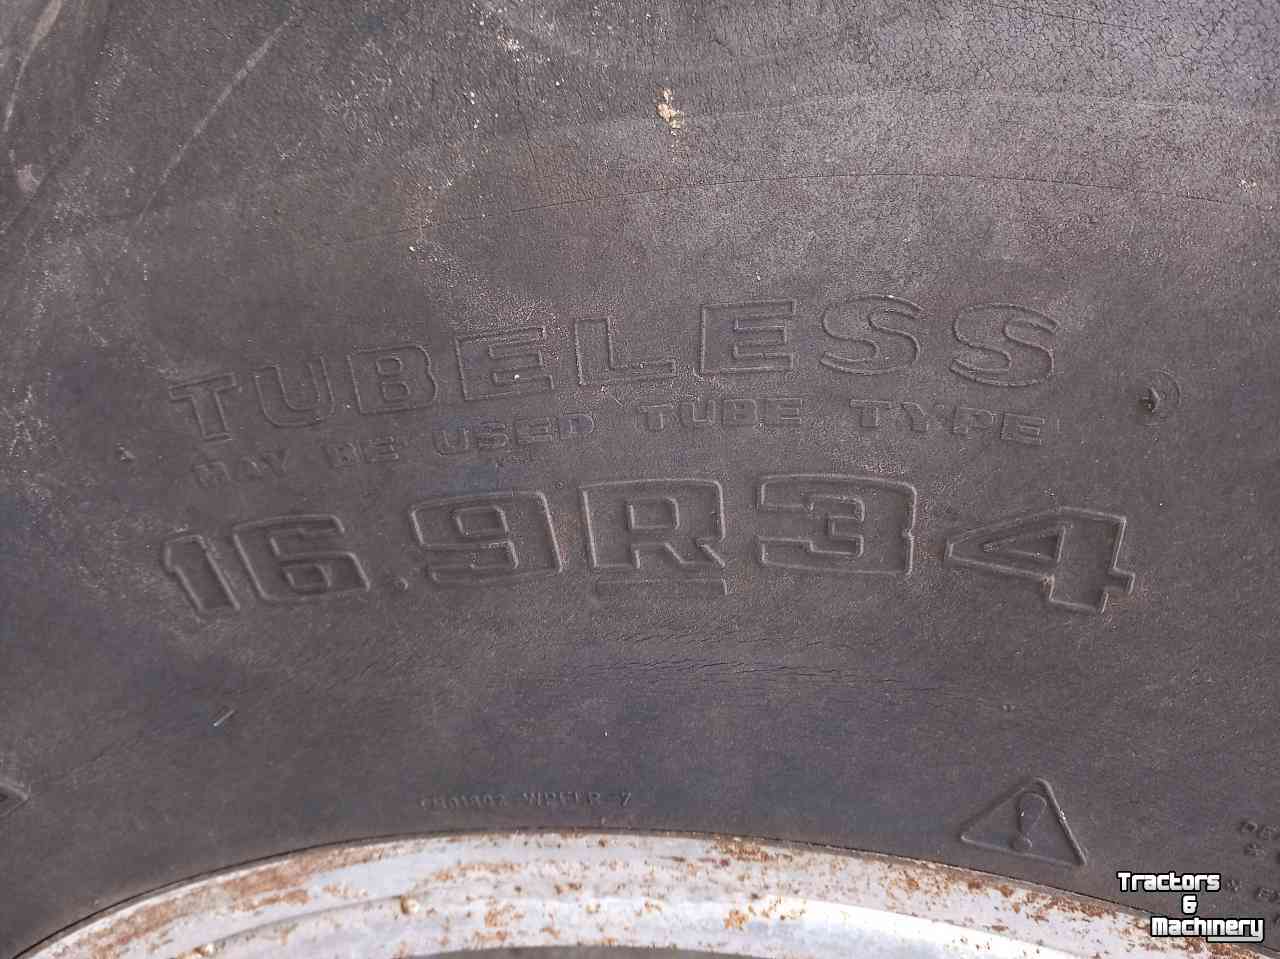 TUBELESS
MAY BE USED TUBE TYPE
16.9R34
Tractors
&
Machinery